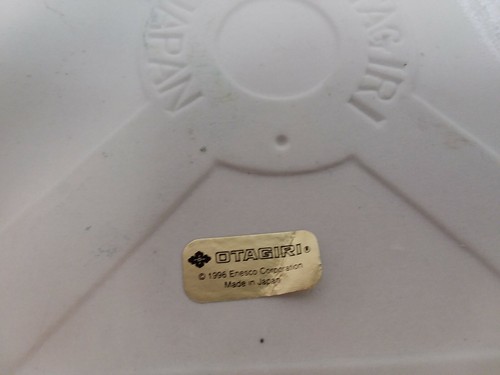 JAPAN
OTAGIRI
OTAGIRI®
© 1996 Enesco Corporation
Made in Japan